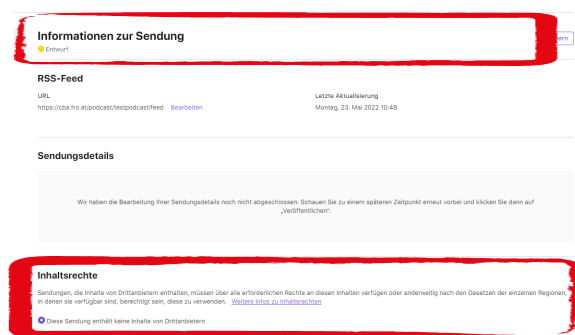 Informationen zur Sendung
Entwurf
ern
RSS-Feed
URL
Letzte Aktualisierung
https://cba.fro.at/podcast/testpodcast/feed Bearbeiten
Montag, 23. Mai 2022 10:48
Sendungsdetails
Wir haben die Bearbeitung Ihrer Sendungsdetails noch nicht abgeschlossen. Schauen Sie zu einem späteren Zeitpunkt erneut vorbei und klicken Sie dann auf
„Veröffentlichen“.
Inhaltsrechte
Sendungen, die Inhalte von Drittanbietern enthalten, müssen über alle erforderlichen Rechte an diesen Inhalten verfügen oder anderweitig nach den Gesetzen der einzelnen Regionen,
in denen sie verfügbar sind, berechtigt sein, diese zu verwenden. Weitere Infos zu Inhaltsrechten
Diese Sendung enthält keine Inhalte von Drittanbietern